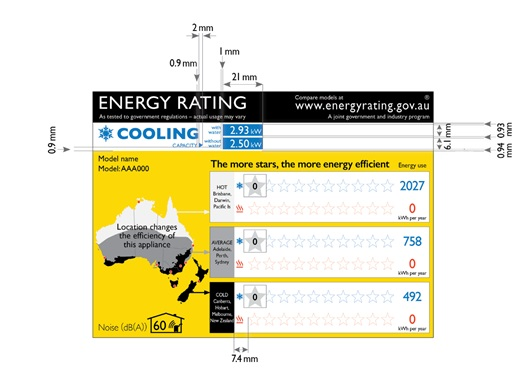 2 mm
1 mm
0.9 mm
21 mm
ENERGY RATING
As tested to government regulations – actual usage may vary
Compare models at
®
www.energyrating.gov.au
A joint government and industry program
COOLING
CAPACITY
with water 2.93 kW
without water 2.50 kW
0.9 mm
6.1 mm
0.93 mm
0.94 mm
Model name
Model: AAA000
The more stars, the more energy efficient
Energy use
HOT
Brisbane,
Darwin,
Pacific Is
0
2027
0
kWh per year
Location changes
the efficiency of
this appliance
AVERAGE
Adelaide,
Perth,
Sydney
0
758
0
kWh per year
COLD
Canberra,
Hobart,
Melbourne,
New Zealand
0
492
0
kWh per year
Noise (dB(A)) 60
7.4 mm